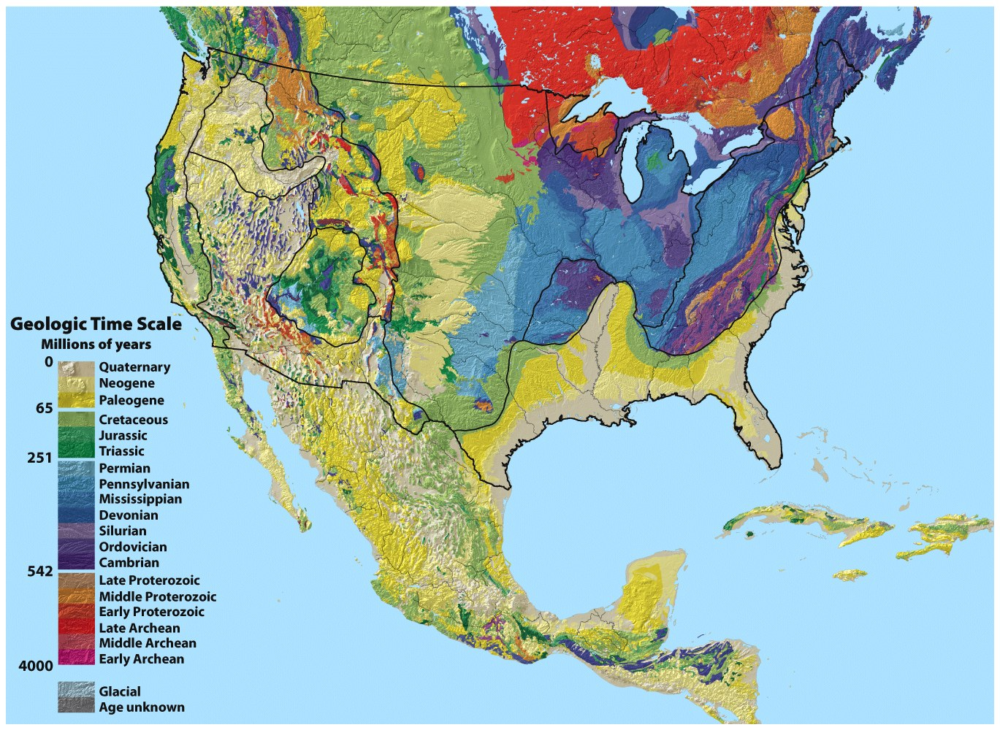 Geologic Time Scale
Millions of years
0
Quaternary
Neogene
Paleogene
65
Cretaceous
Jurassic
Triassic
251
Permian
Pennsylvanian
Mississippian
Devonian
Silurian
Ordovician
Cambrian
542
Late Proterozoic
Middle Proterozoic
Early Proterozoic
Late Archean
Middle Archean
Early Archean
4000
Glacial
Age unknown